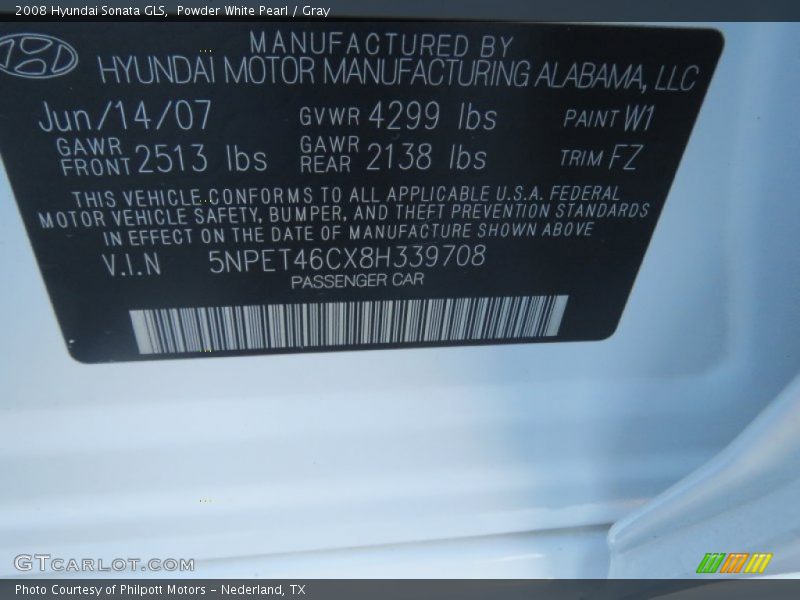 2008 Hyundai Sonata GLS,  Powder White Pearl / Gray
MANUFACTURED BY
HYUNDAI MOTOR MANUFACTURING ALABAMA, LLC
Jun/14/07 GVWR 4299 lbs PAINT W1
GAWR FRONT 2513 lbs GAWR REAR 2138 lbs TRIM FZ
THIS VEHICLE CONFORMS TO ALL APPLICABLE U.S.A. FEDERAL
MOTOR VEHICLE SAFETY, BUMPER, AND THEFT PREVENTION STANDARDS
IN EFFECT ON THE DATE OF MANUFACTURE SHOWN ABOVE
V.I.N 5NPET46CX8H339708
PASSENGER CAR
GTCARLOT.COM
Photo Courtesy of Philpott Motors - Nederland, TX